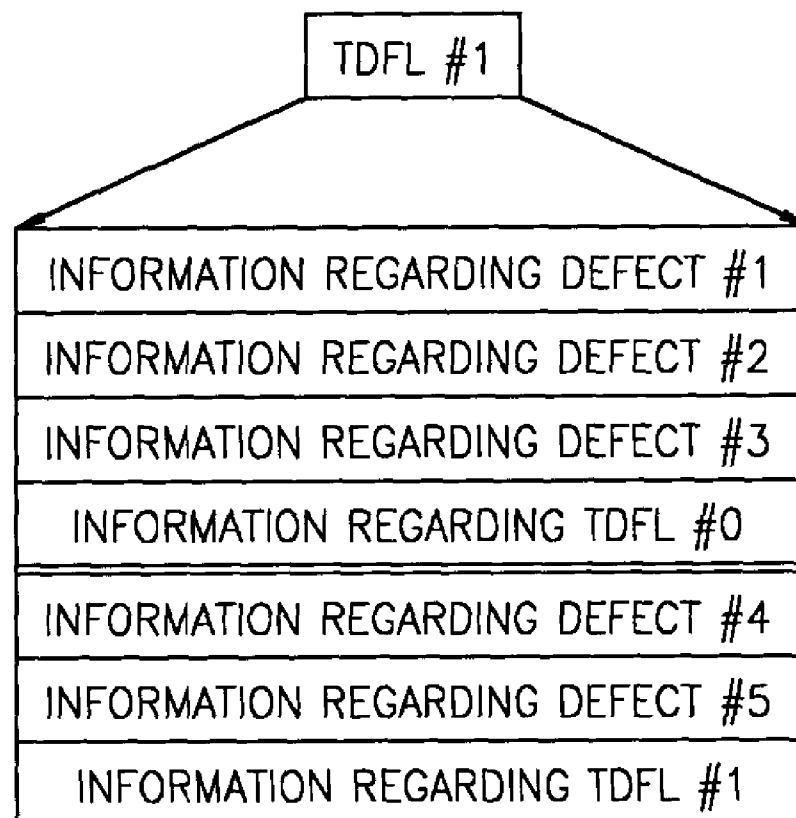 TDFL #1
INFORMATION REGARDING DEFECT #1
INFORMATION REGARDING DEFECT #2
INFORMATION REGARDING DEFECT #3
INFORMATION REGARDING TDFL #0
INFORMATION REGARDING DEFECT #4
INFORMATION REGARDING DEFECT #5
INFORMATION REGARDING TDFL #1